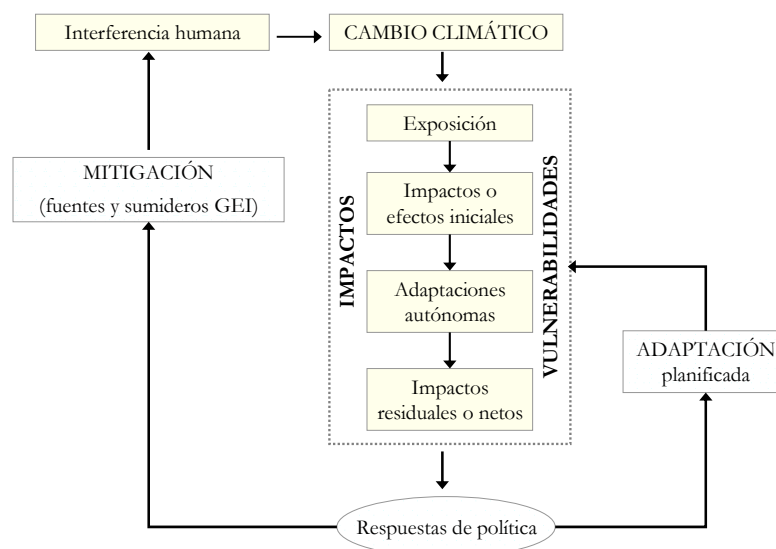 Interferencia humana
CAMBIO CLIMÁTICO
Exposición
MITIGACIÓN
(fuentes y sumideros GEI)
IMPACTOS
Impactos o
efectos iniciales
VULNERABILIDADES
Adaptaciones
autónomas
ADAPTACIÓN
planificada
Impactos
residuales o netos
Respuestas de política